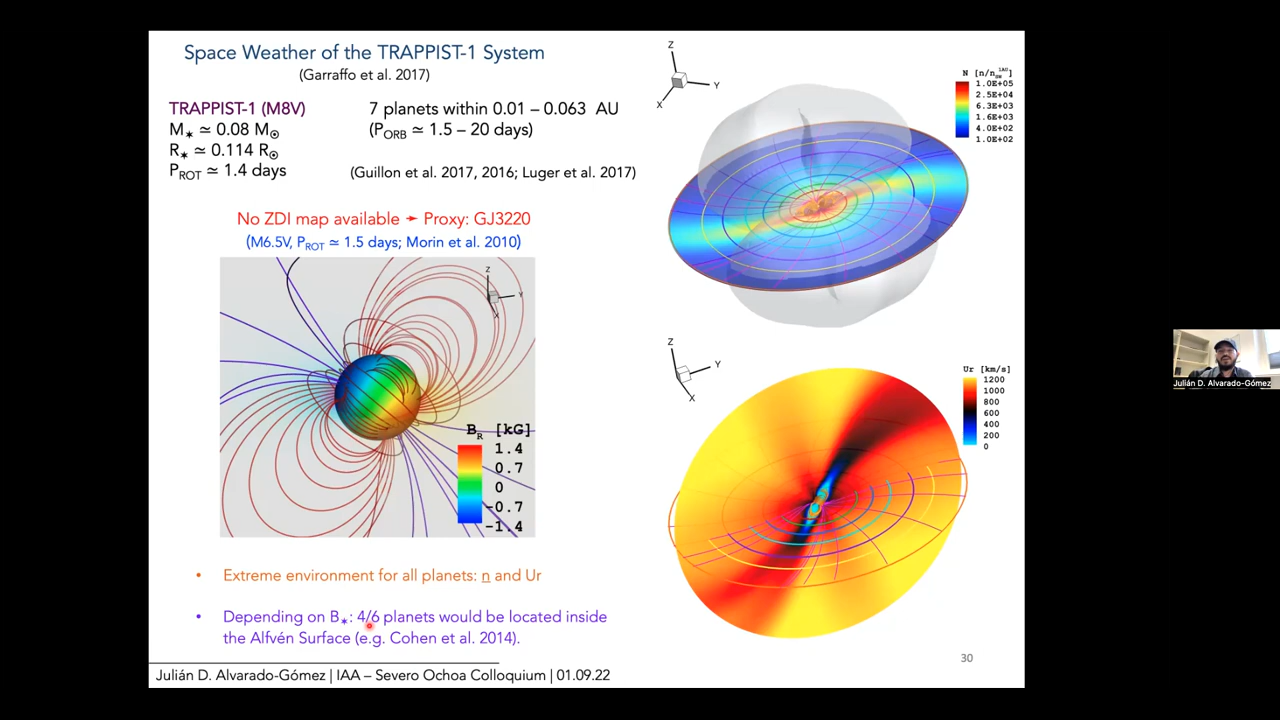 Space Weather of the TRAPPIST-1 System
(Garraffo et al. 2017)
TRAPPIST-1 (M8V)
M⋆ ≃ 0.08 M⊙
R⋆ ≃ 0.114 R⊙
PROT ≃ 1.4 days
7 planets within 0.01 – 0.063 AU
(PORB ≃ 1.5 – 20 days)
(Guillon et al. 2017, 2016; Luger et al. 2017)
No ZDI map available ➛ Proxy: GJ3220
(M6.5V, PROT ≃ 1.5 days; Morin et al. 2010)
Z
Y
X
BR [kG]
1.4
0.7
0
-0.7
-1.4
Extreme environment for all planets: n and Ur
Depending on B⋆: 4/6 planets would be located inside
the Alfvén Surface (e.g. Cohen et al. 2014).
Z
Y
X
N [n/nSW1AU]
1.0E+05
2.5E+04
6.3E+03
1.6E+03
4.0E+02
1.0E+02
Z
Y
X
Ur [km/s]
1200
1000
800
600
400
200
0
30
Julián D. Alvarado-Gómez | IAA – Severo Ochoa Colloquium | 01.09.22
Julián D. Alvarado-Gómez